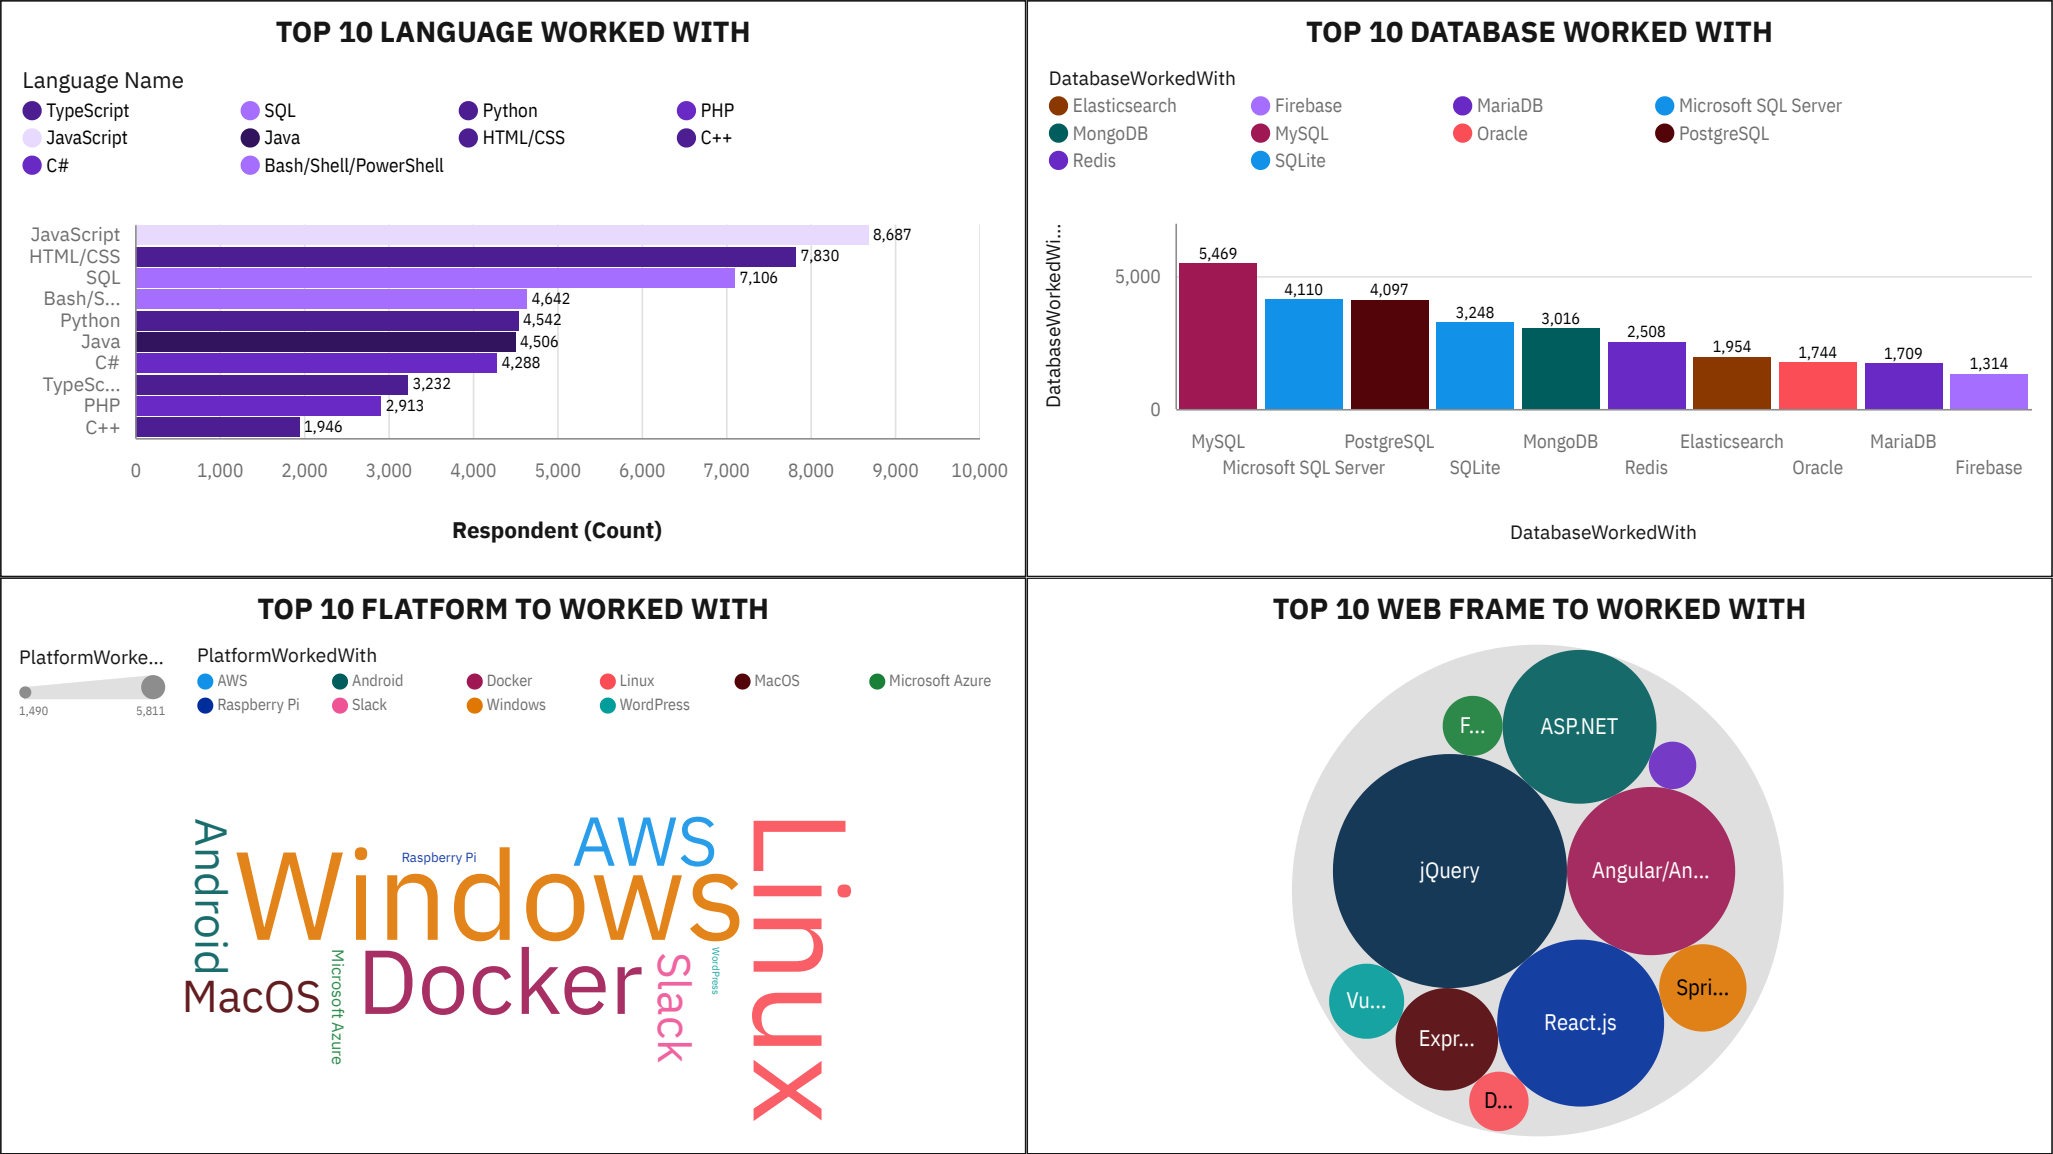 TOP 10 LANGUAGE WORKED WITH
Language Name
TypeScript SQL Python PHP
JavaScript Java HTML/CSS C++
C# Bash/Shell/PowerShell
JavaScript 8,687
HTML/CSS 7,830
SQL 7,106
Bash/S... 4,642
Python 4,542
Java 4,506
C# 4,288
TypeSc... 3,232
PHP 2,913
C++ 1,946
0 1,000 2,000 3,000 4,000 5,000 6,000 7,000 8,000 9,000 10,000
Respondent (Count)
TOP 10 DATABASE WORKED WITH
DatabaseWorkedWith
Elasticsearch Firebase MariaDB Microsoft SQL Server
MongoDB MySQL Oracle PostgreSQL
Redis SQLite
DatabaseWorkedWi...
5,000
0
5,469 4,110 4,097 3,248 3,016 2,508 1,954 1,744 1,709 1,314
MySQL PostgreSQL MongoDB Elasticsearch MariaDB
Microsoft SQL Server SQLite Redis Oracle Firebase
DatabaseWorkedWith
TOP 10 FLATFORM TO WORKED WITH
PlatformWorke...
1,490 5,811
PlatformWorkedWith
AWS Android Docker Linux MacOS Microsoft Azure
Raspberry Pi Slack Windows WordPress
Android
Windows
Raspberry Pi
AWS
Linux
MacOS
Microsoft Azure
Docker
Slack
WordPress
TOP 10 WEB FRAME TO WORKED WITH
F...
ASP.NET
jQuery
Angular/An...
Vu...
Expr...
React.js
Spri...
D...